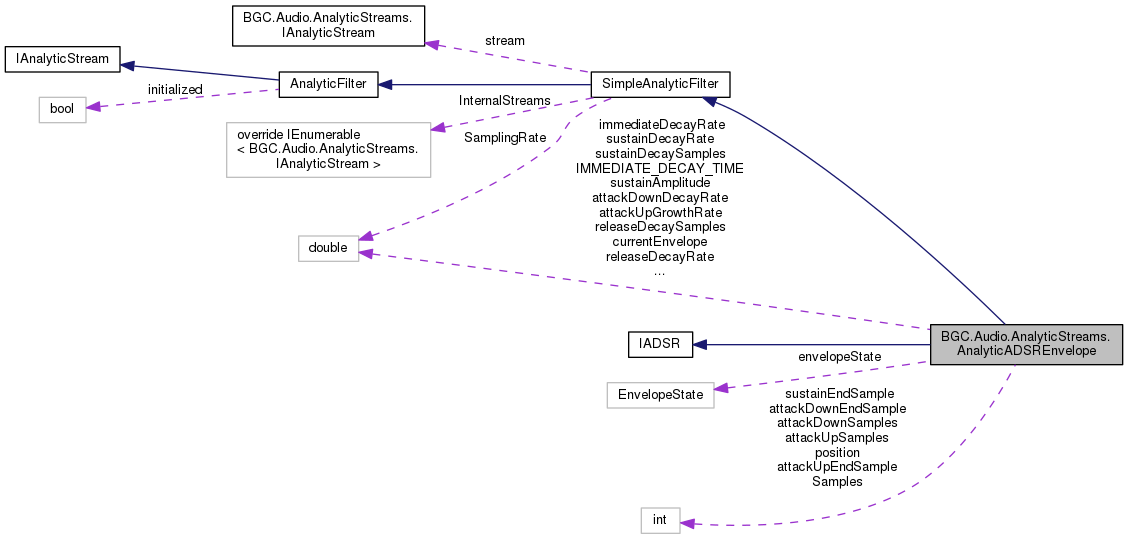 BGC.Audio.AnalyticStreams.
IAnalyticStream
stream
IAnalyticStream
AnalyticFilter
SimpleAnalyticFilter
initialized
bool
InternalStreams
override IEnumerable
< BGC.Audio.AnalyticStreams.
IAnalyticStream >
SamplingRate
immediateDecayRate
sustainDecayRate
sustainDecaySamples
IMMEDIATE_DECAY_TIME
sustainAmplitude
attackDownDecayRate
attackUpGrowthRate
releaseDecaySamples
currentEnvelope
releaseDecayRate
...
double
IADSR
BGC.Audio.AnalyticStreams.
AnalyticADSREnvelope
envelopeState
EnvelopeState
sustainEndSample
attackDownEndSample
attackDownSamples
attackUpSamples
position
attackUpEndSample
Samples
int